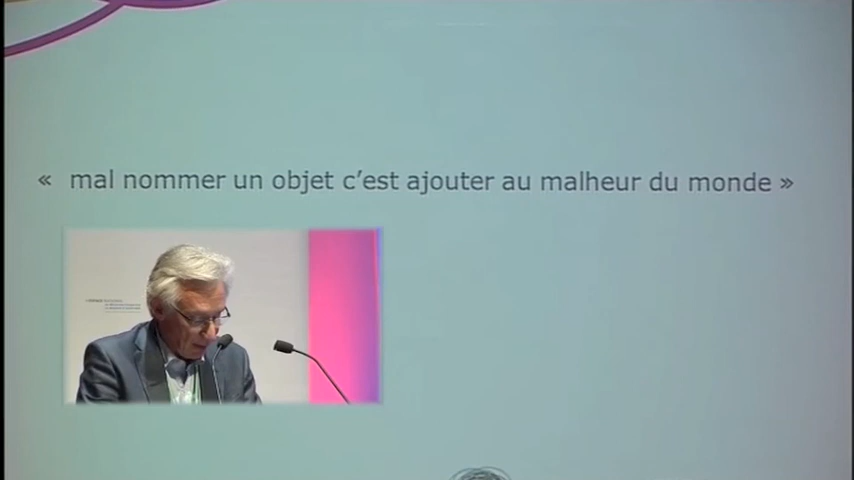 « mal nommer un objet c’est ajouter au malheur du monde »